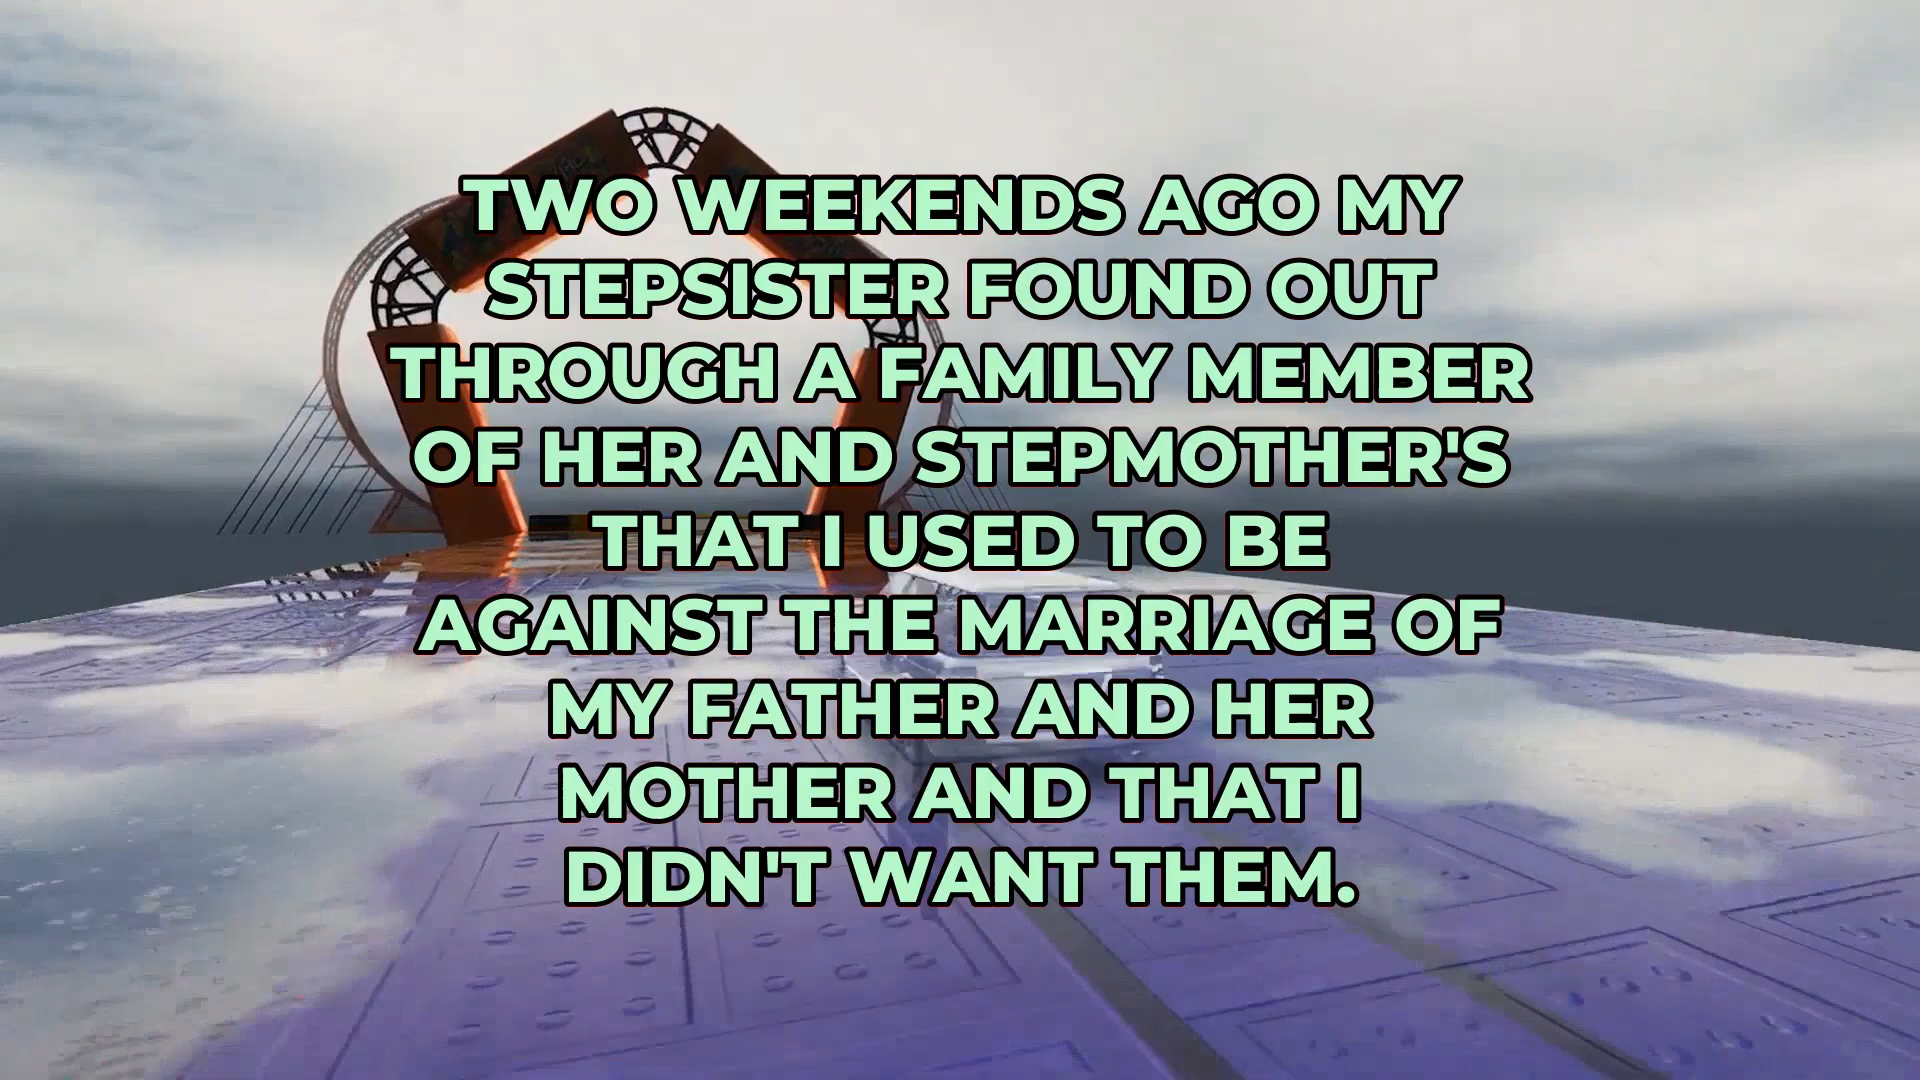 TWO WEEKENDS AGO MY
STEPSISTER FOUND OUT
THROUGH A FAMILY MEMBER
OF HER AND STEPMOTHER'S
THAT I USED TO BE
AGAINST THE MARRIAGE OF
MY FATHER AND HER
MOTHER AND THAT I
DIDN'T WANT THEM.